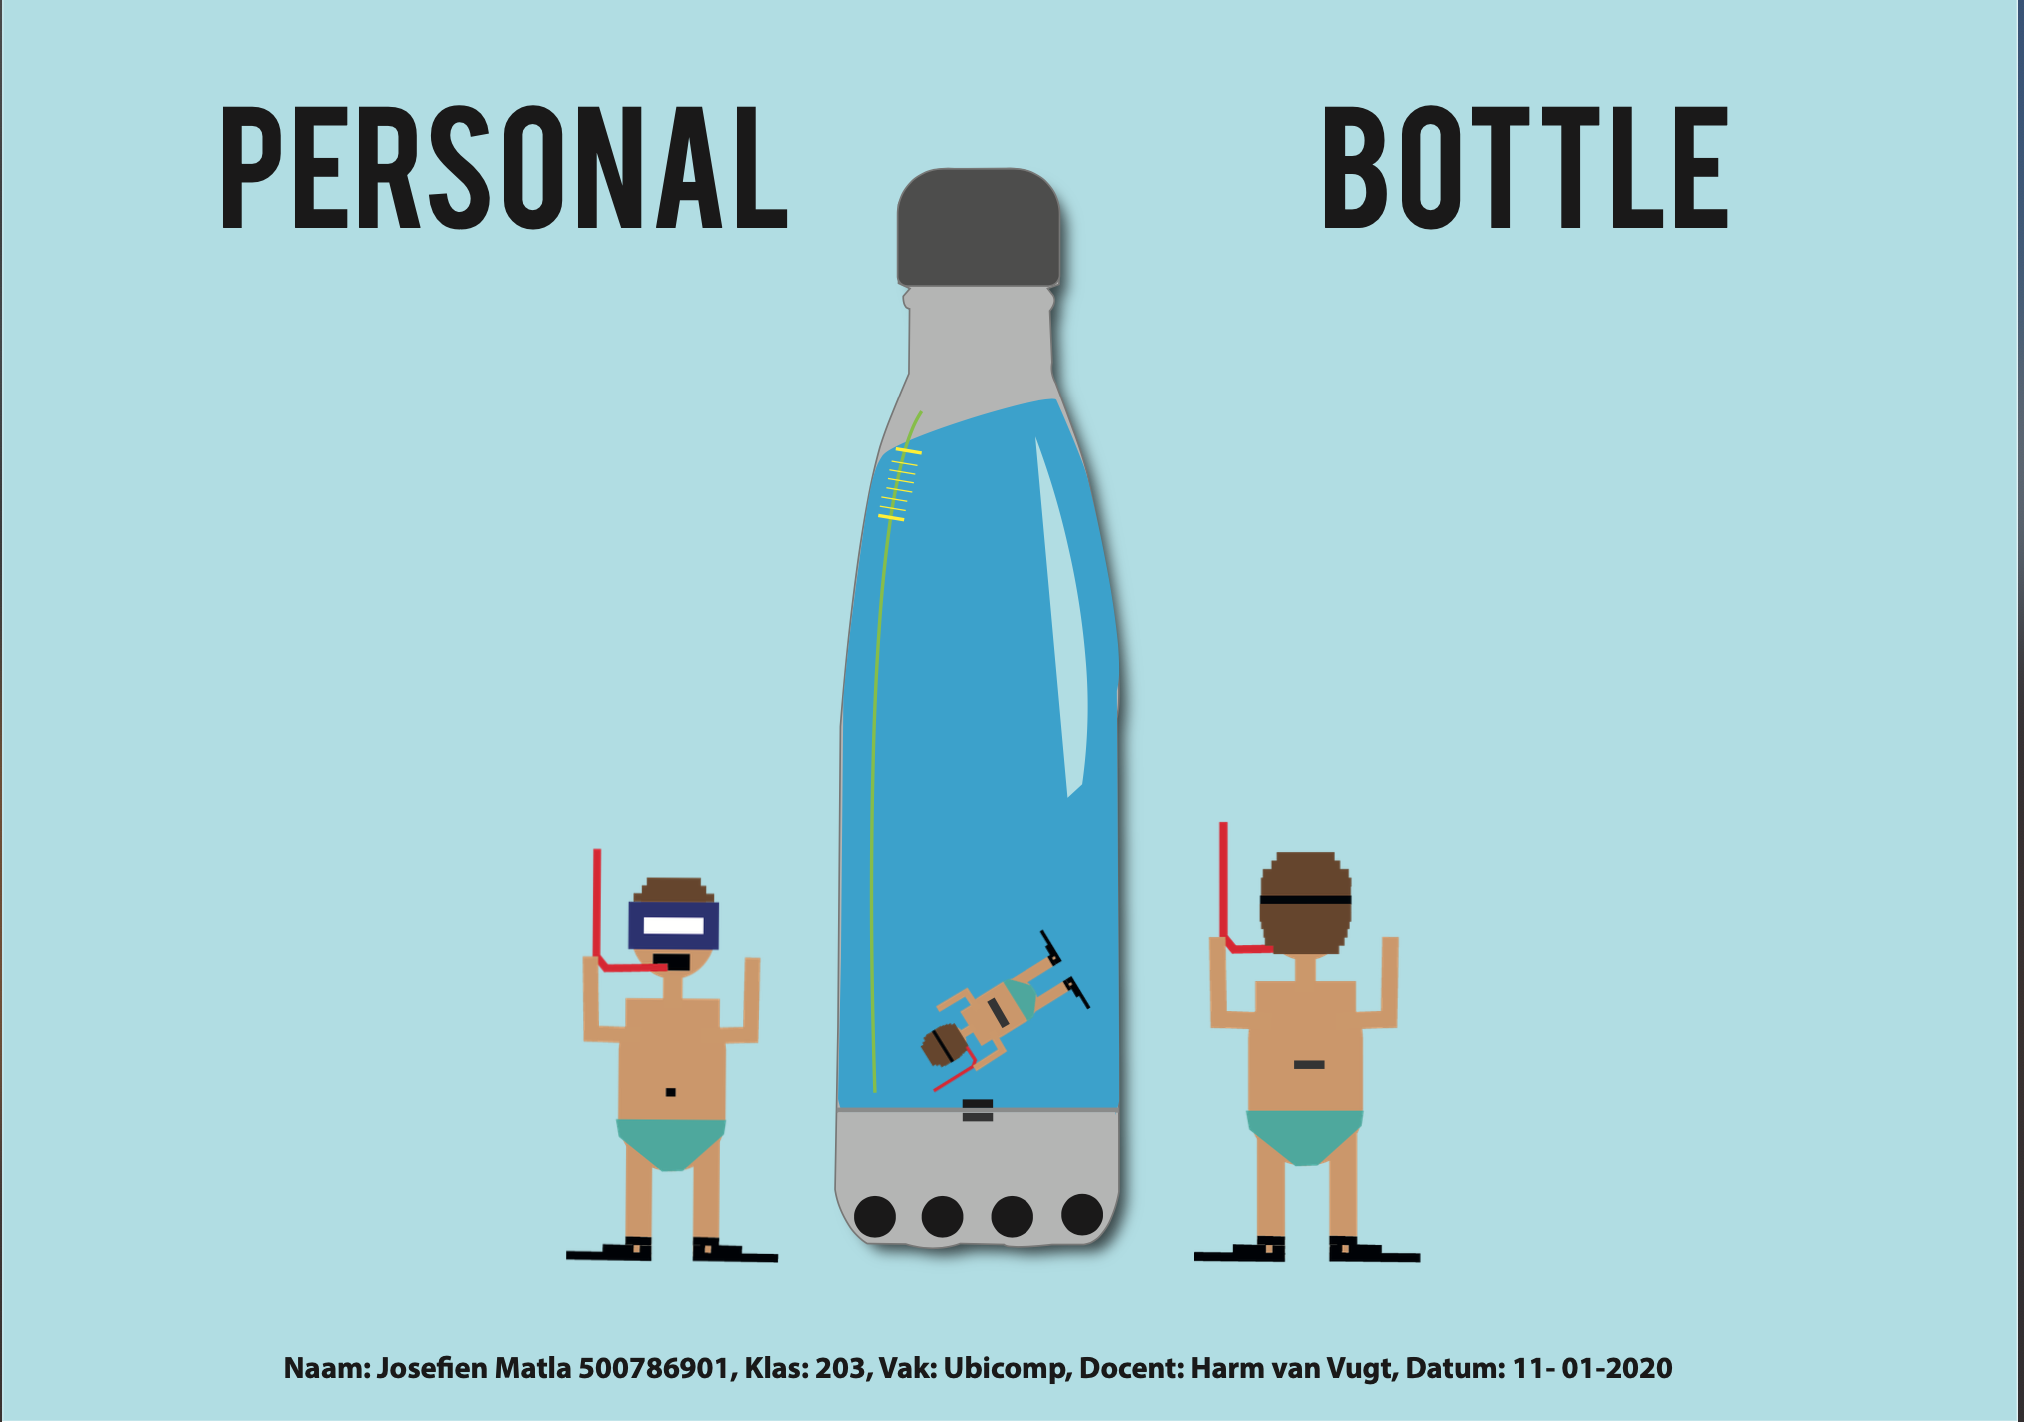 PERSONAL BOTTLE
Naam: Josefien Matla 500786901, Klas: 203, Vak: Ubicomp, Docent: Harm van Vugt, Datum: 11- 01-2020